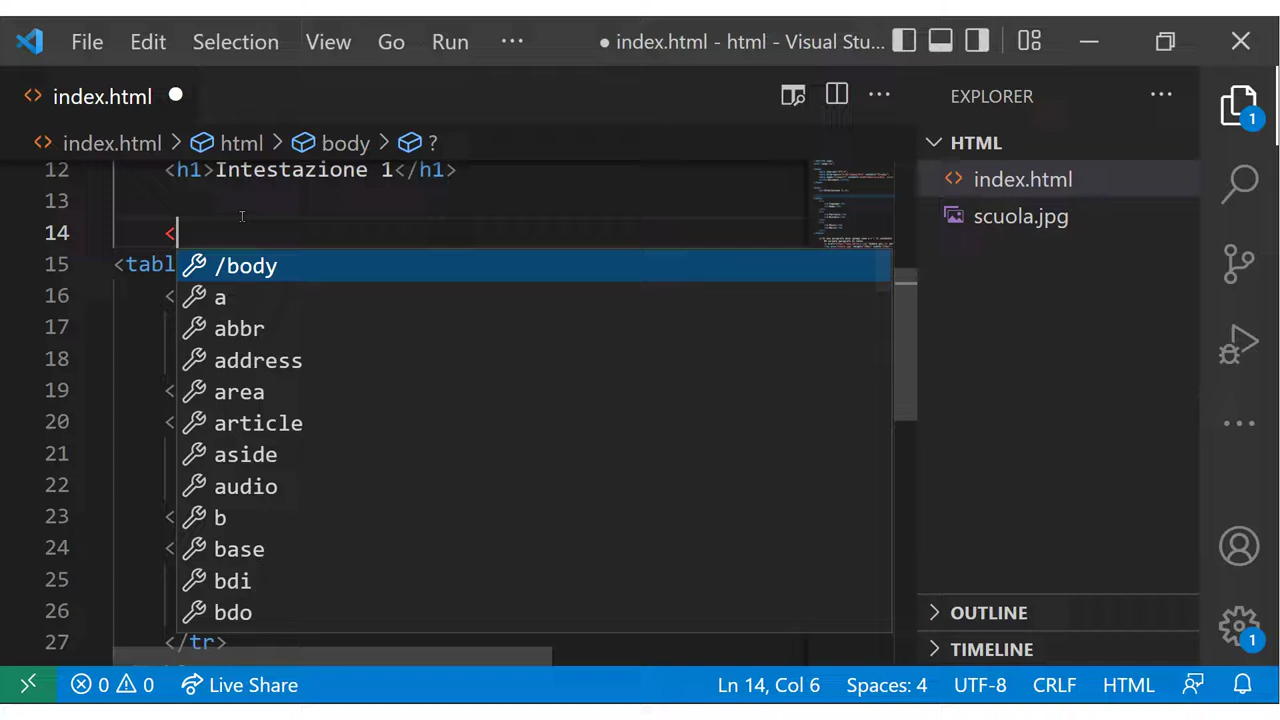 File Edit Selection View Go Run ··· ● index.html - html - Visual Stu...
index.html ●
EXPLORER ···
index.html > html > body > ?
HTML
index.html
scuola.jpg
12 <h1>Intestazione 1</h1>
13
14 <
15 <tabl
16 <
17
18
19 <
20 <
21
22
23 <
24 <
25
26
27 </tr>
/body
a
abbr
address
area
article
aside
audio
b
base
bdi
bdo
1
1
OUTLINE
TIMELINE
0 0 Live Share Ln 14, Col 6 Spaces: 4 UTF-8 CRLF HTML